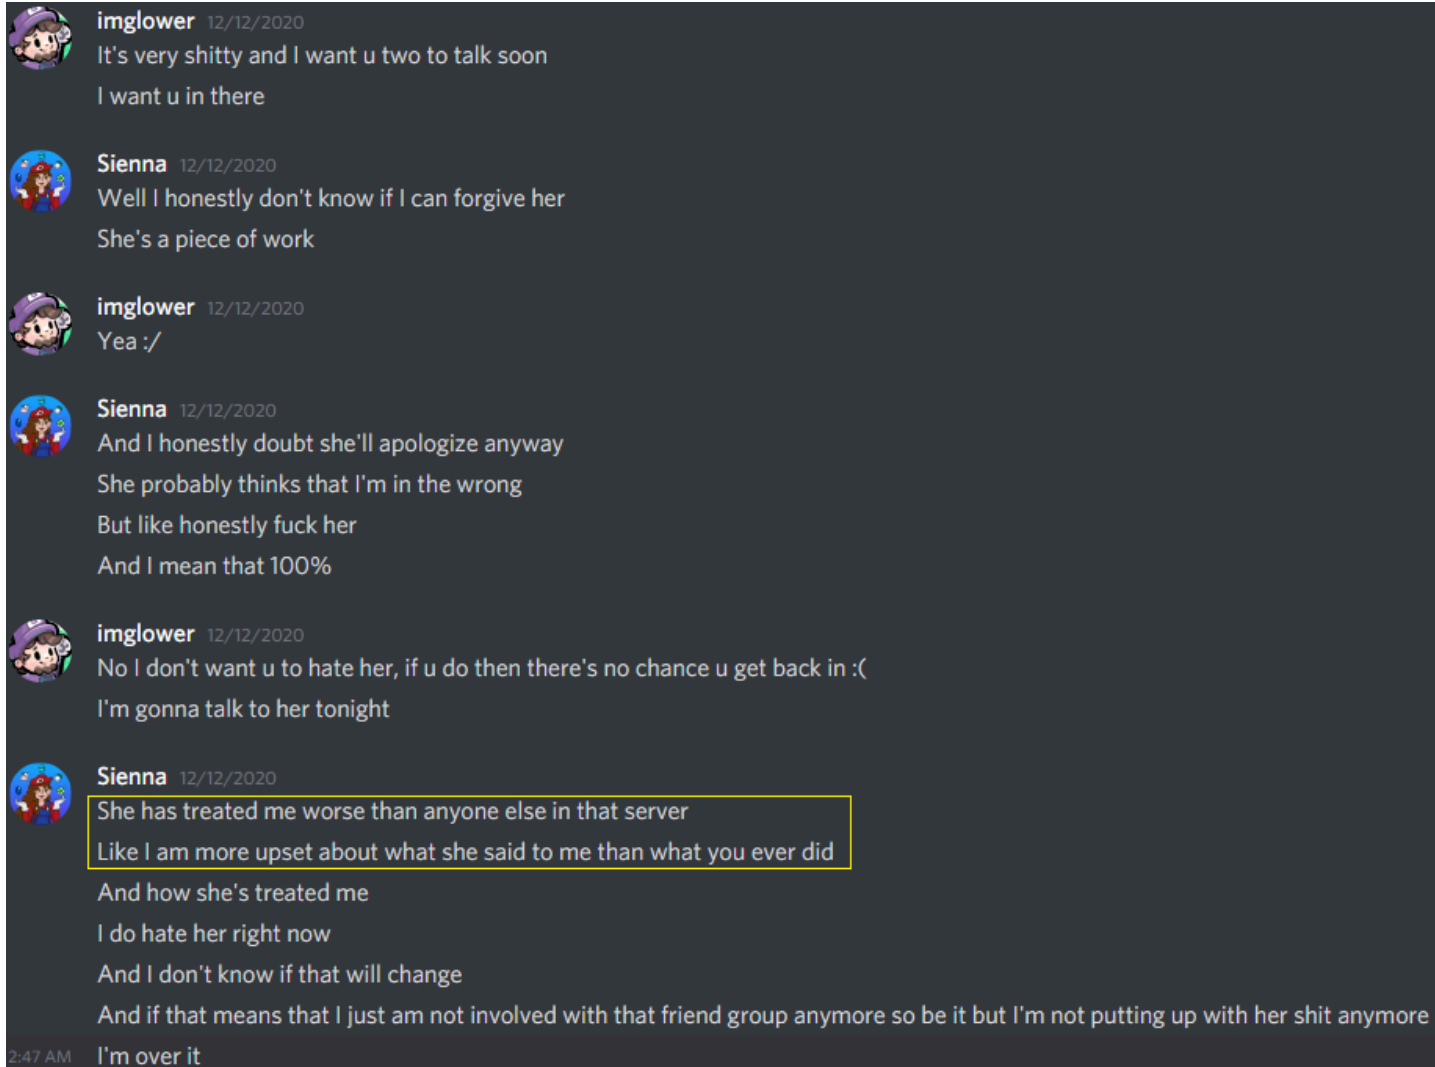 imglower 12/12/2020
It's very shitty and I want u two to talk soon
I want u in there
Sienna 12/12/2020
Well I honestly don't know if I can forgive her
She's a piece of work
imglower 12/12/2020
Yea :/
Sienna 12/12/2020
And I honestly doubt she'll apologize anyway
She probably thinks that I'm in the wrong
But like honestly fuck her
And I mean that 100%
imglower 12/12/2020
No I don't want u to hate her, if u do then there's no chance u get back in :(
I'm gonna talk to her tonight
Sienna 12/12/2020
She has treated me worse than anyone else in that server
Like I am more upset about what she said to me than what you ever did
And how she's treated me
I do hate her right now
And I don't know if that will change
And if that means that I just am not involved with that friend group anymore so be it but I'm not putting up with her shit anymore
2:47 AM I'm over it